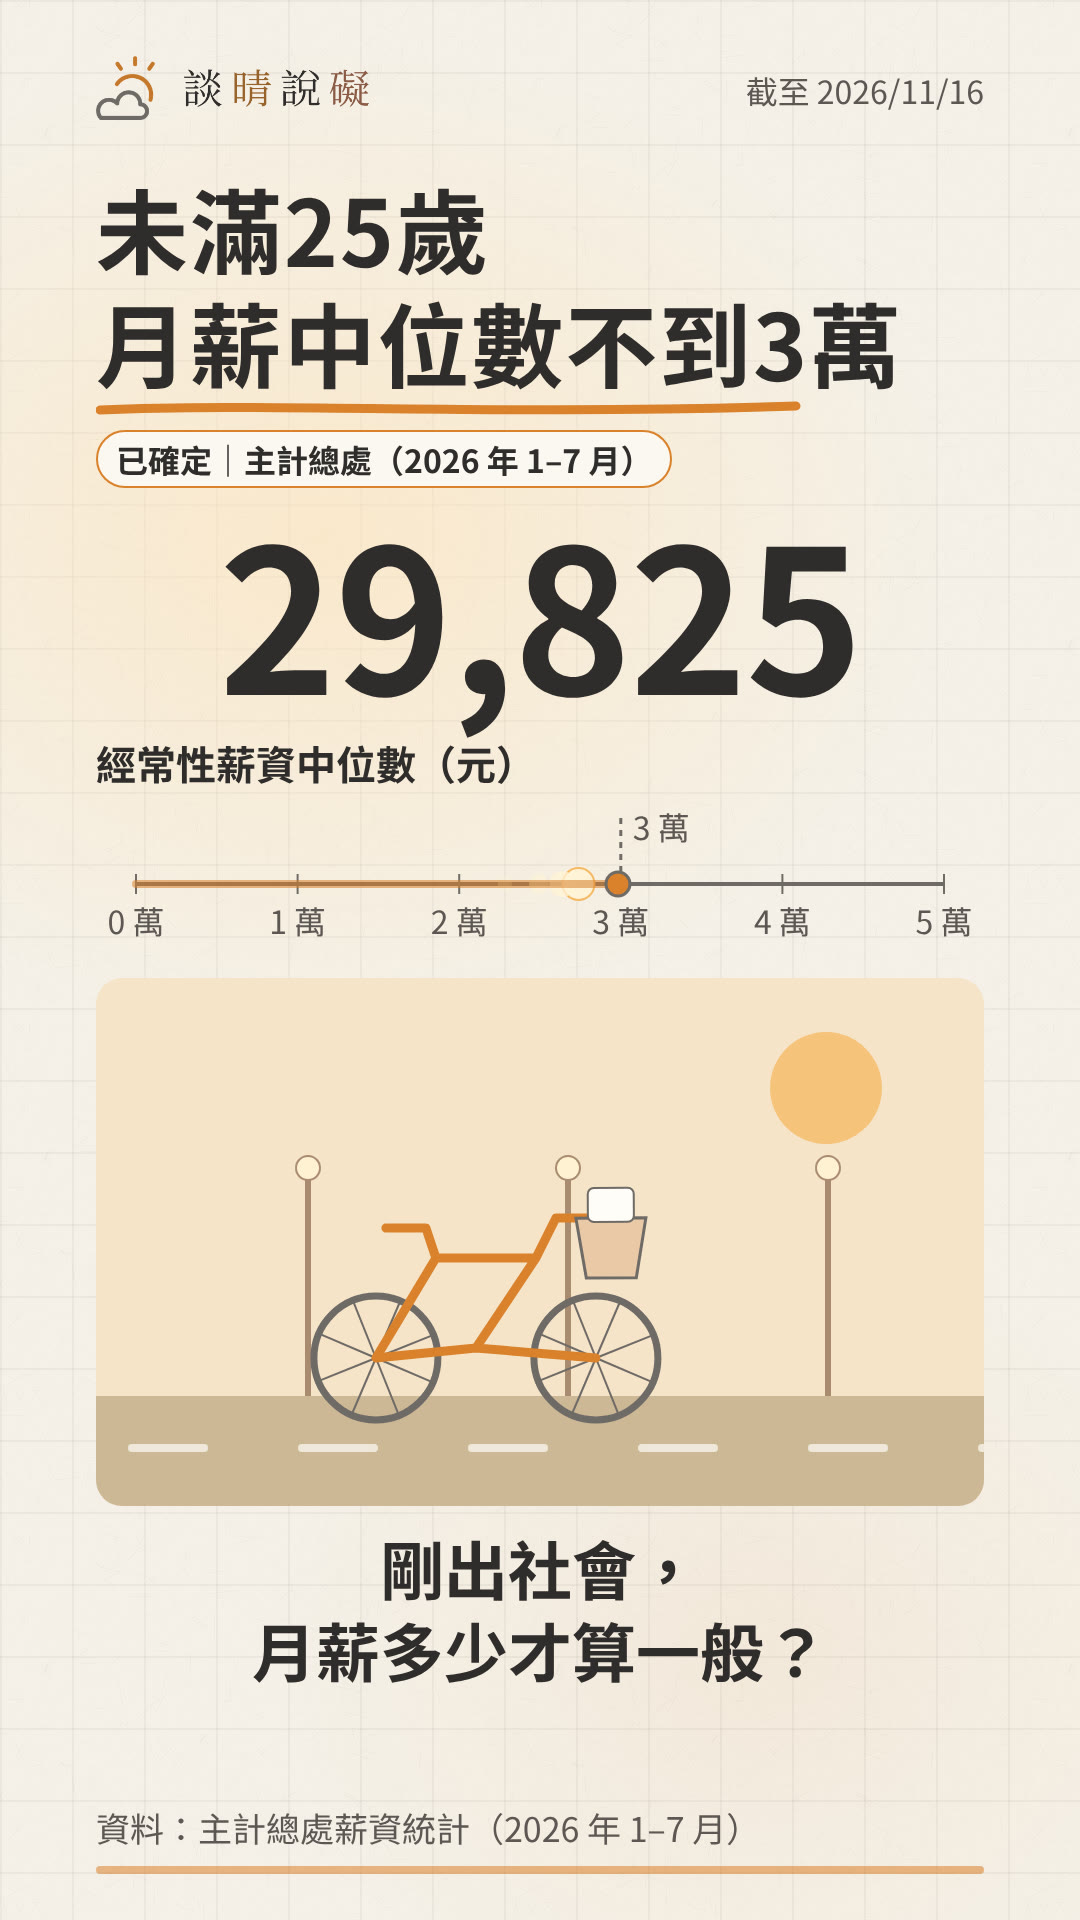 談晴說礙
截至 2026/11/16
未滿25歲
月薪中位數不到3萬
已確定｜主計總處（2026 年 1–7 月）
29,825
經常性薪資中位數（元）
3 萬
0 萬 1 萬 2 萬 3 萬 4 萬 5 萬
剛出社會，
月薪多少才算一般？
資料：主計總處薪資統計（2026 年 1–7 月）